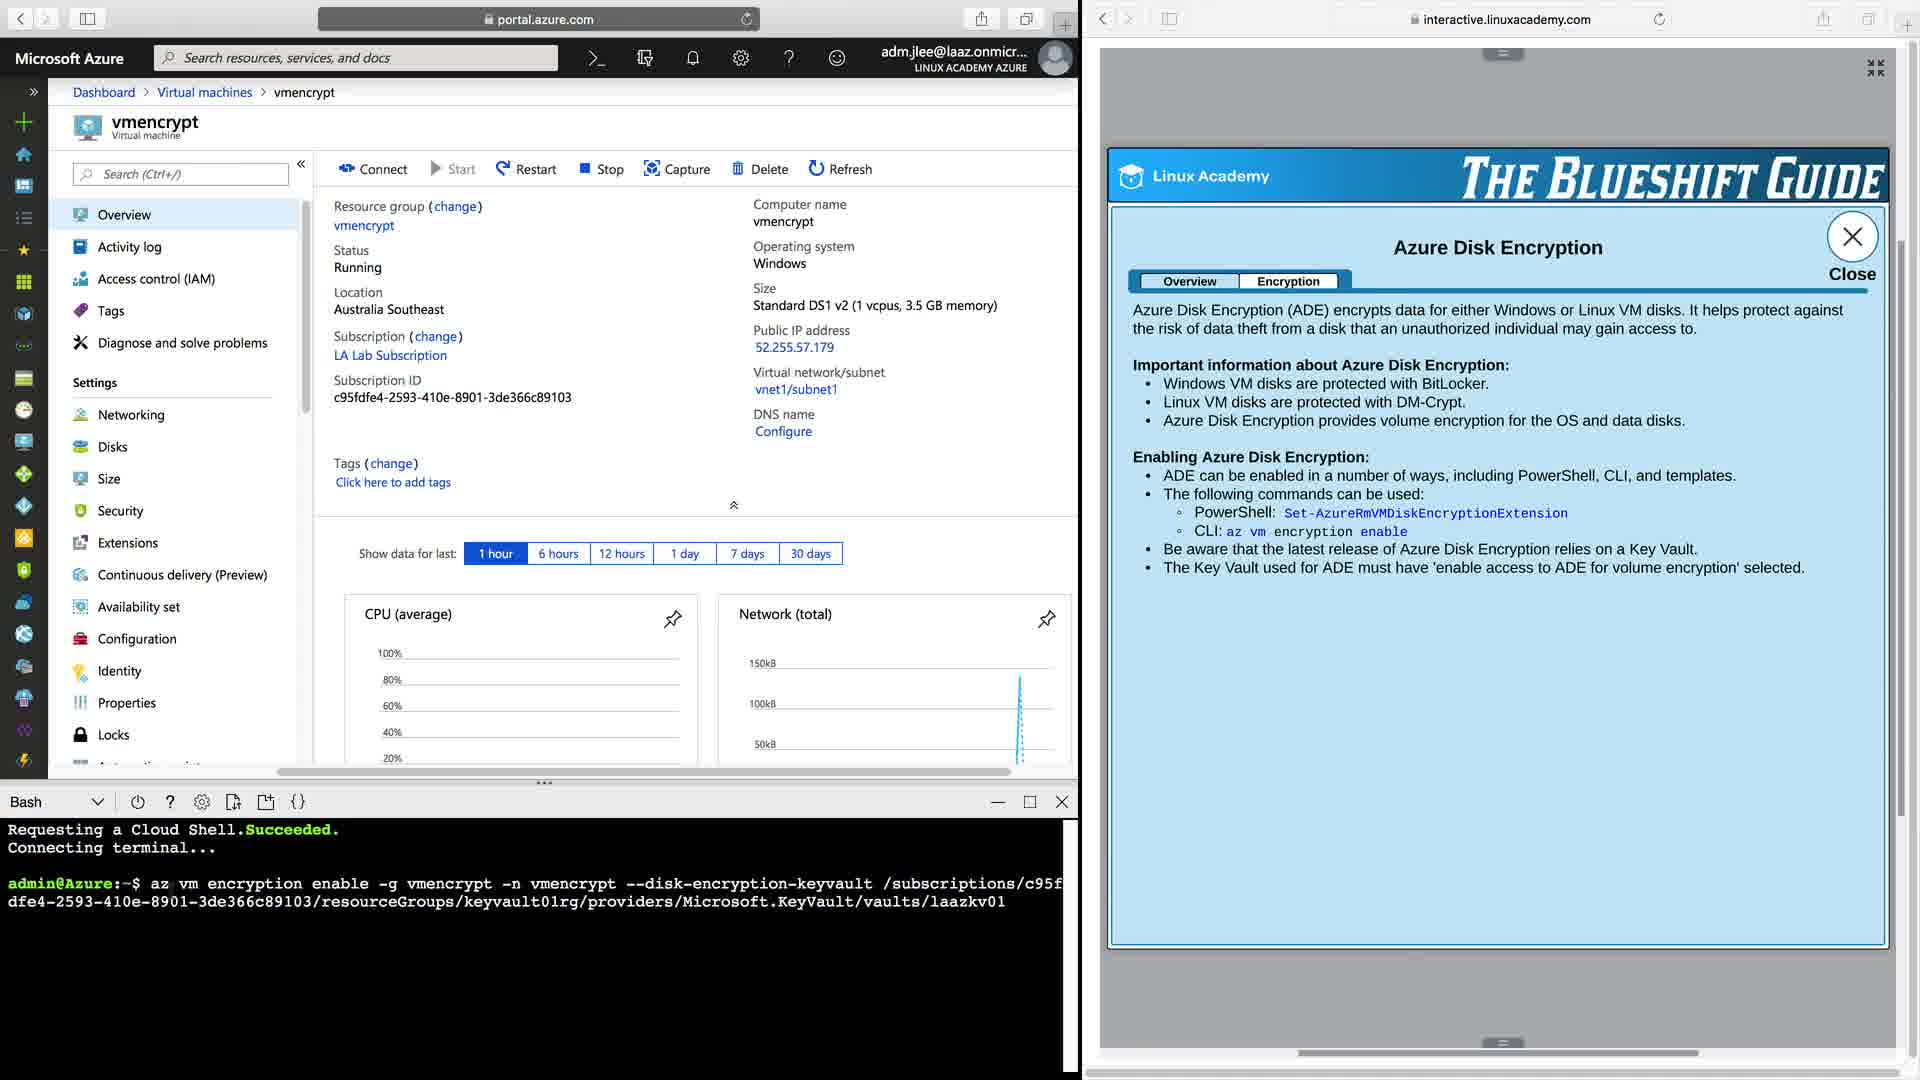 portal.azure.com
Microsoft Azure
Search resources, services, and docs
adm.jlee@laaz.onmicr...
LINUX ACADEMY AZURE
Dashboard > Virtual machines > vmencrypt
vmencrypt
Virtual machine
Search (Ctrl+/)
Overview
Activity log
Access control (IAM)
Tags
Diagnose and solve problems
Settings
Networking
Disks
Size
Security
Extensions
Continuous delivery (Preview)
Availability set
Configuration
Identity
Properties
Locks
Connect Start Restart Stop Capture Delete Refresh
Resource group (change)
vmencrypt
Status
Running
Location
Australia Southeast
Subscription (change)
LA Lab Subscription
Subscription ID
c95fdfe4-2593-410e-8901-3de366c89103
Computer name
vmencrypt
Operating system
Windows
Size
Standard DS1 v2 (1 vcpus, 3.5 GB memory)
Public IP address
52.255.57.179
Virtual network/subnet
vnet1/subnet1
DNS name
Configure
Tags (change)
Click here to add tags
Show data for last: 1 hour 6 hours 12 hours 1 day 7 days 30 days
CPU (average)
100%
80%
60%
40%
20%
Network (total)
150kB
100kB
50kB
Bash
Requesting a Cloud Shell.Succeeded.
Connecting terminal...
admin@Azure:~$ az vm encryption enable -g vmencrypt -n vmencrypt --disk-encryption-keyvault /subscriptions/c95f
dfe4-2593-410e-8901-3de366c89103/resourceGroups/keyvault01rg/providers/Microsoft.KeyVault/vaults/laazkv01
interactive.linuxacademy.com
Linux Academy
THE BLUESHIFT GUIDE
Azure Disk Encryption
Close
Overview Encryption
Azure Disk Encryption (ADE) encrypts data for either Windows or Linux VM disks. It helps protect against
the risk of data theft from a disk that an unauthorized individual may gain access to.
Important information about Azure Disk Encryption:
• Windows VM disks are protected with BitLocker.
• Linux VM disks are protected with DM-Crypt.
• Azure Disk Encryption provides volume encryption for the OS and data disks.
Enabling Azure Disk Encryption:
• ADE can be enabled in a number of ways, including PowerShell, CLI, and templates.
• The following commands can be used:
◦ PowerShell: Set-AzureRmVMDiskEncryptionExtension
◦ CLI: az vm encryption enable
• Be aware that the latest release of Azure Disk Encryption relies on a Key Vault.
• The Key Vault used for ADE must have 'enable access to ADE for volume encryption' selected.